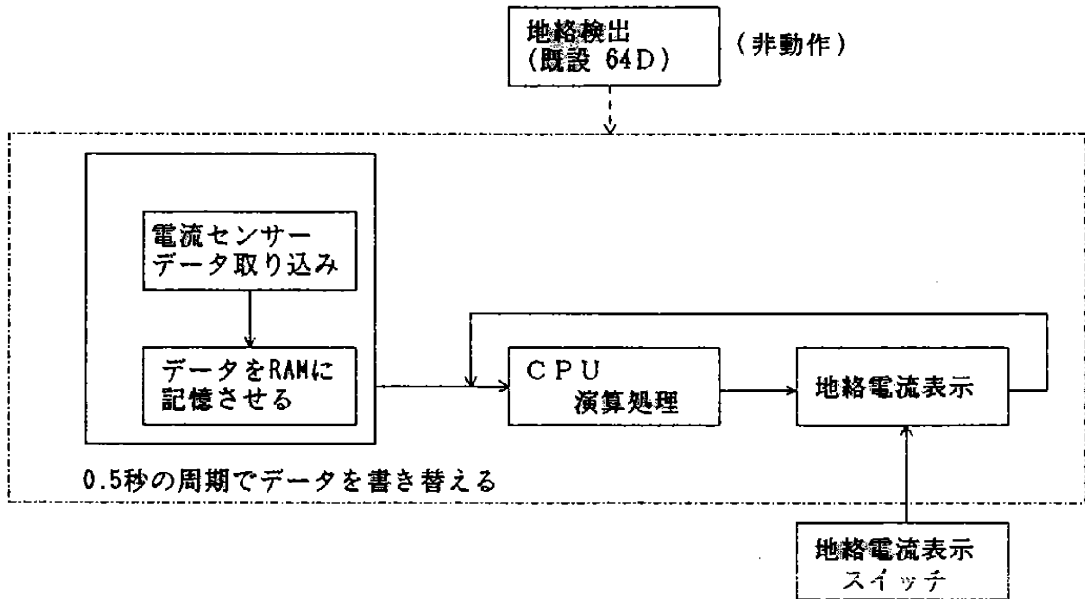 地絡検出
(既設 64D)
(非動作)
電流センサー
データ取り込み
データをRAMに
記憶させる
CPU
演算処理
地絡電流表示
0.5秒の周期でデータを書き替える
地絡電流表示
スイッチ